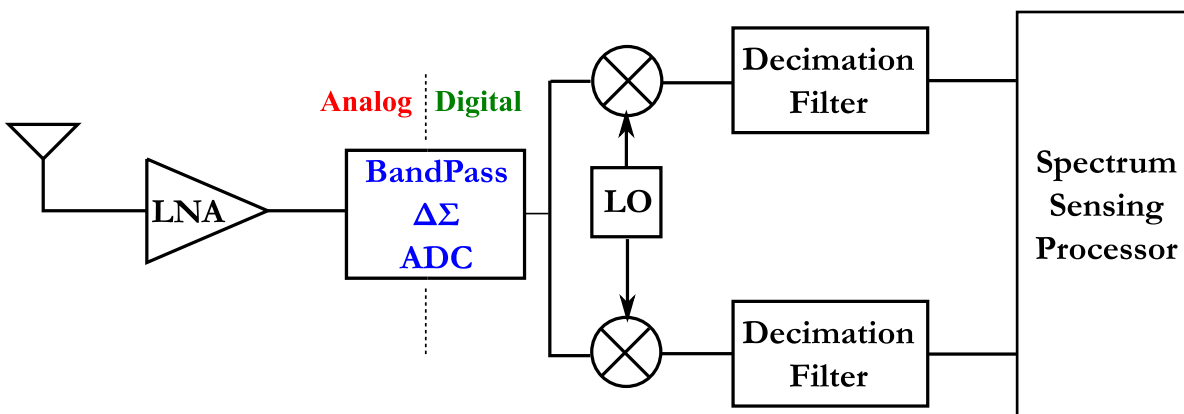 Analog
Digital
LNA
BandPass
ΔΣ
ADC
LO
Decimation
Filter
Decimation
Filter
Spectrum
Sensing
Processor